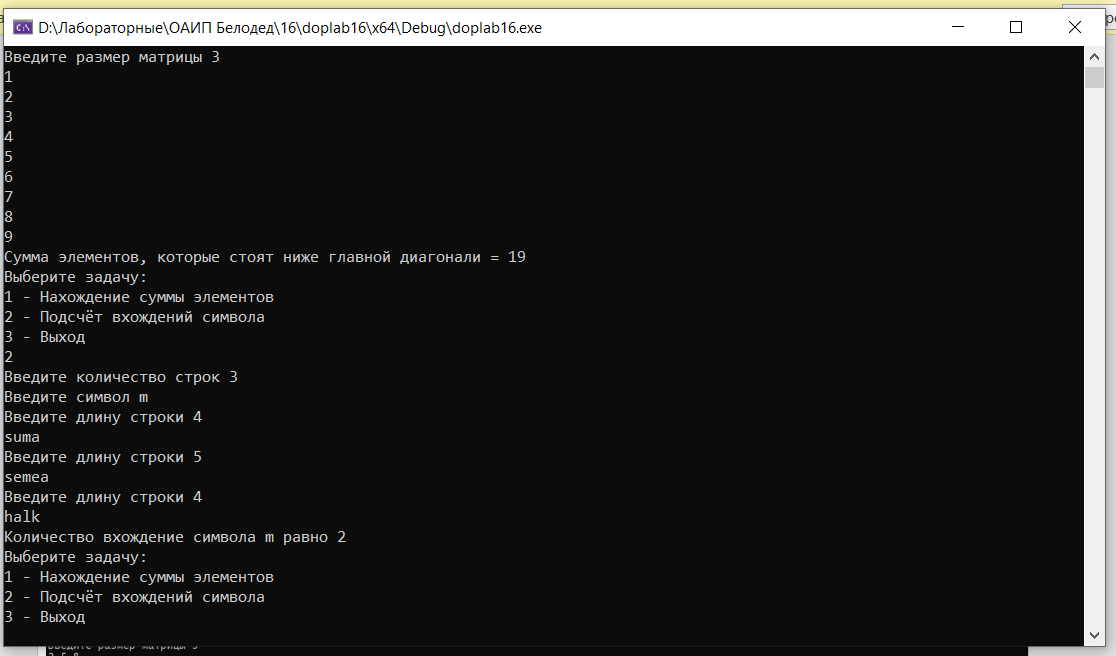 D:\Лабораторные\ОАИП Белодед\16\doplab16\x64\Debug\doplab16.exe
Введите размер матрицы 3
1
2
3
4
5
6
7
8
9
Сумма элементов, которые стоят ниже главной диагонали = 19
Выберите задачу:
1 - Нахождение суммы элементов
2 - Подсчёт вхождений символа
3 - Выход
2
Введите количество строк 3
Введите символ m
Введите длину строки 4
suma
Введите длину строки 5
semea
Введите длину строки 4
halk
Количество вхождение символа m равно 2
Выберите задачу:
1 - Нахождение суммы элементов
2 - Подсчёт вхождений символа
3 - Выход